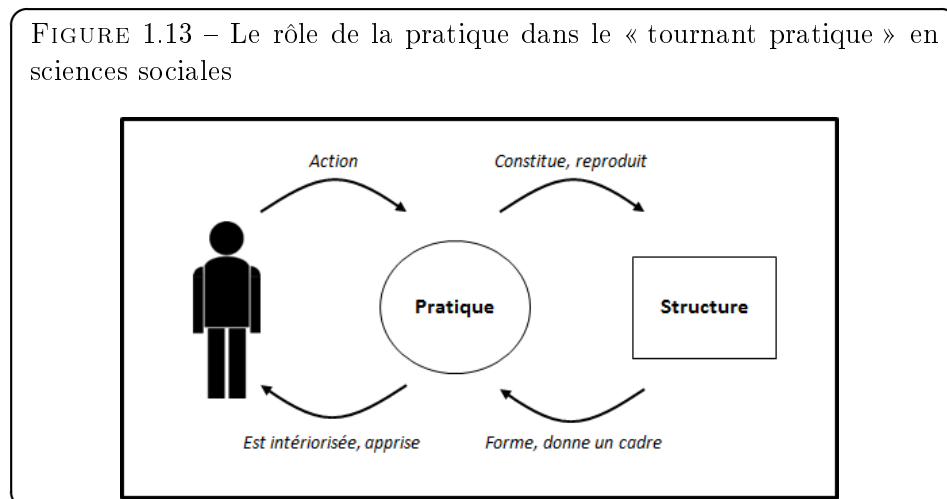 FIGURE 1.13 – Le rôle de la pratique dans le « tournant pratique » en
sciences sociales
Action
Constitue, reproduit
Pratique
Structure
Est intériorisée, apprise
Forme, donne un cadre